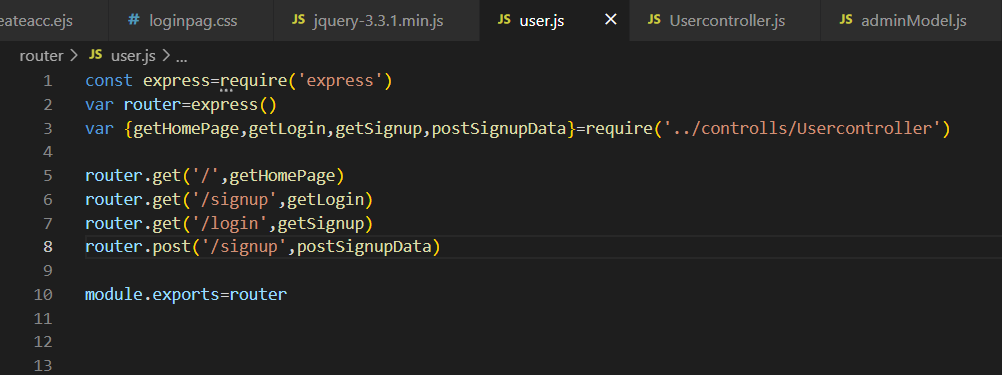 eateacc.ejs # loginpag.css JS jquery-3.3.1.min.js JS user.js × JS Usercontroller.js JS adminModel.js
router > JS user.js > ...
1 const express=require('express')
2 var router=express()
3 var {getHomePage,getLogin,getSignup,postSignupData}=require('../controlls/Usercontroller')
4
5 router.get('/',getHomePage)
6 router.get('/signup',getLogin)
7 router.get('/login',getSignup)
8 router.post('/signup',postSignupData)
9
10 module.exports=router
11
12
13